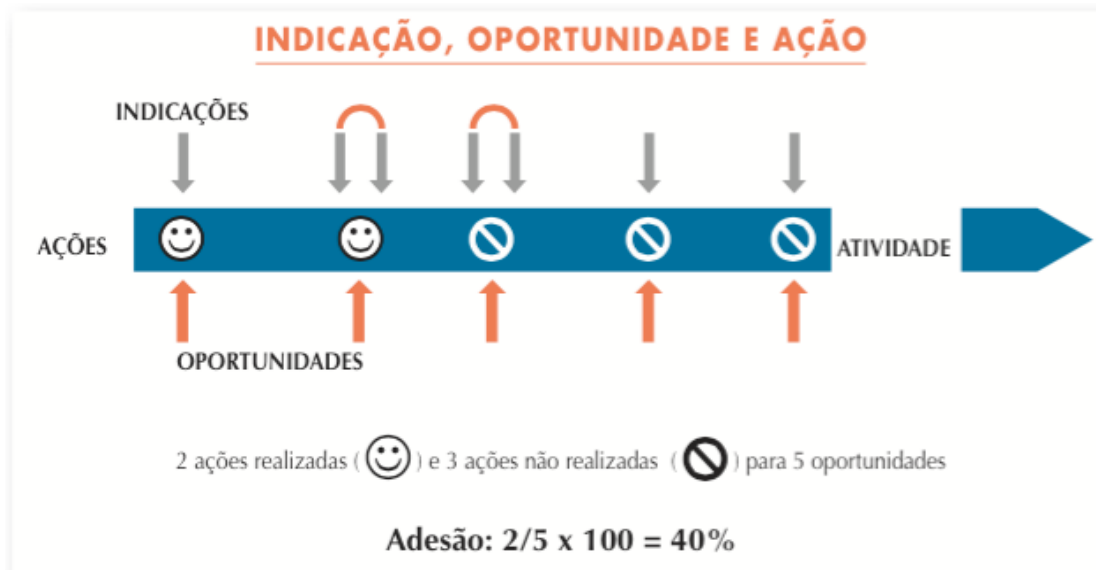 INDICAÇÃO, OPORTUNIDADE E AÇÃO
INDICAÇÕES
AÇÕES
ATIVIDADE
OPORTUNIDADES
2 ações realizadas ( ) e 3 ações não realizadas ( ) para 5 oportunidades
Adesão: 2/5 x 100 = 40%